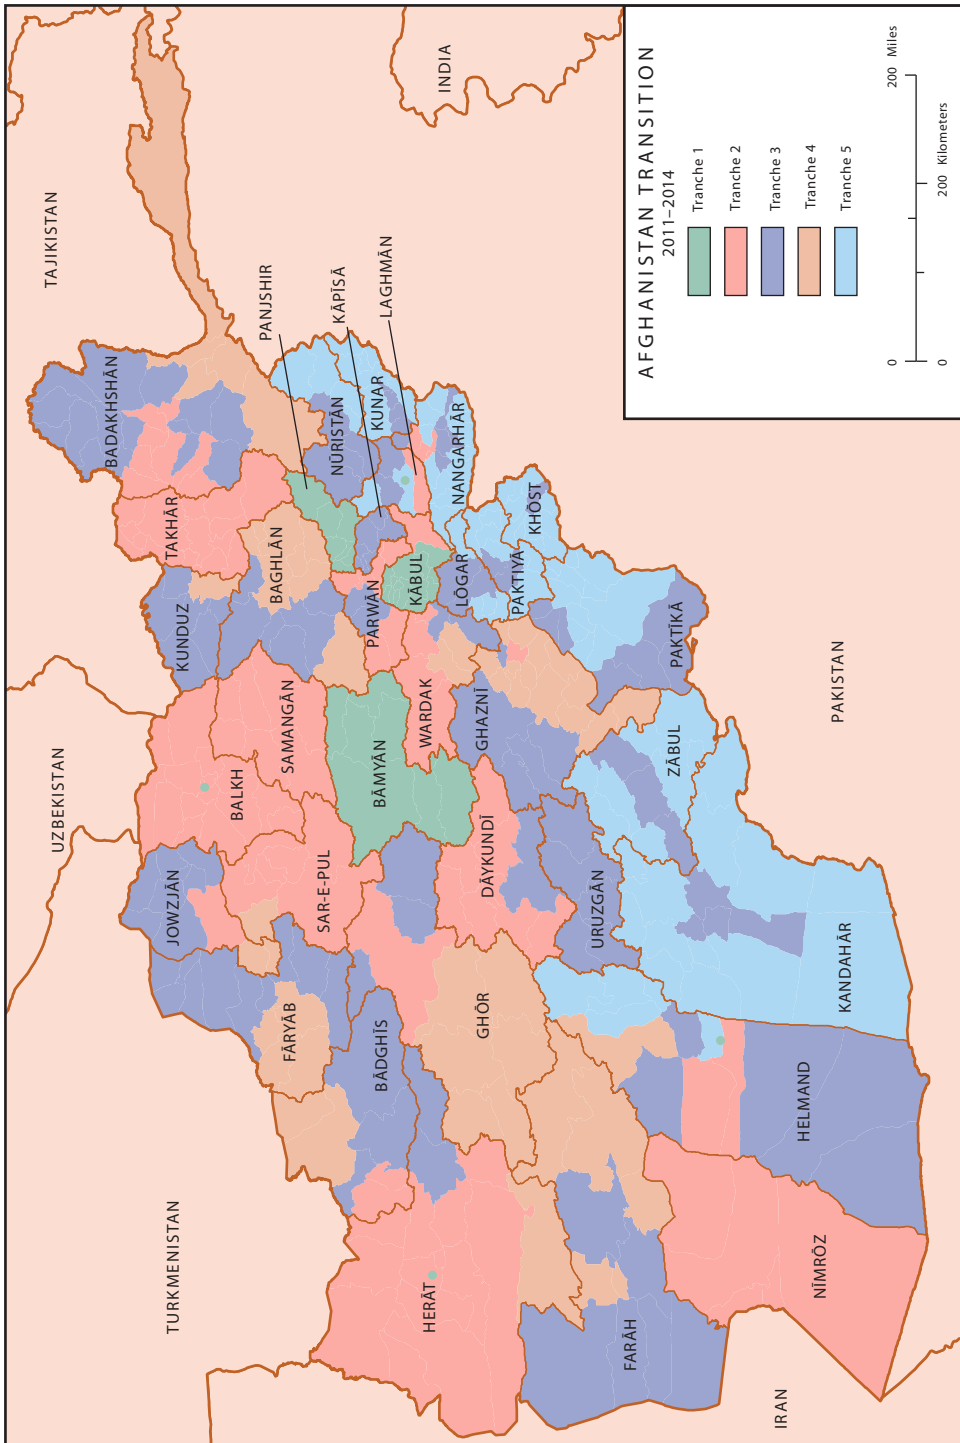 AFGHANISTAN TRANSITION
2011–2014
Tranche 1
Tranche 2
Tranche 3
Tranche 4
Tranche 5
0 200 Miles
0 200 Kilometers
TURKMENISTAN
UZBEKISTAN
TAJIKISTAN
INDIA
PAKISTAN
IRAN
BADAKHSHĀN
TAKHĀR
KUNDUZ
BALKH
JOWZJĀN
SAMANGĀN
BAGHLĀN
PANJSHIR
KĀPĪSĀ
LAGHMĀN
NŪRISTĀN
KUNAR
NANGARHĀR
FĀRYĀB
SAR-E-PUL
BĀMYĀN
PARWĀN
KĀBUL
LŌGAR
PAKTIYĀ
KHŌST
BĀDGHĪS
WARDAK
GHAZNĪ
DĀYKUNDĪ
GHŌR
HERĀT
URUZGĀN
ZĀBUL
PAKTĪKĀ
FARĀH
NĪMRŌZ
HELMAND
KANDAHĀR